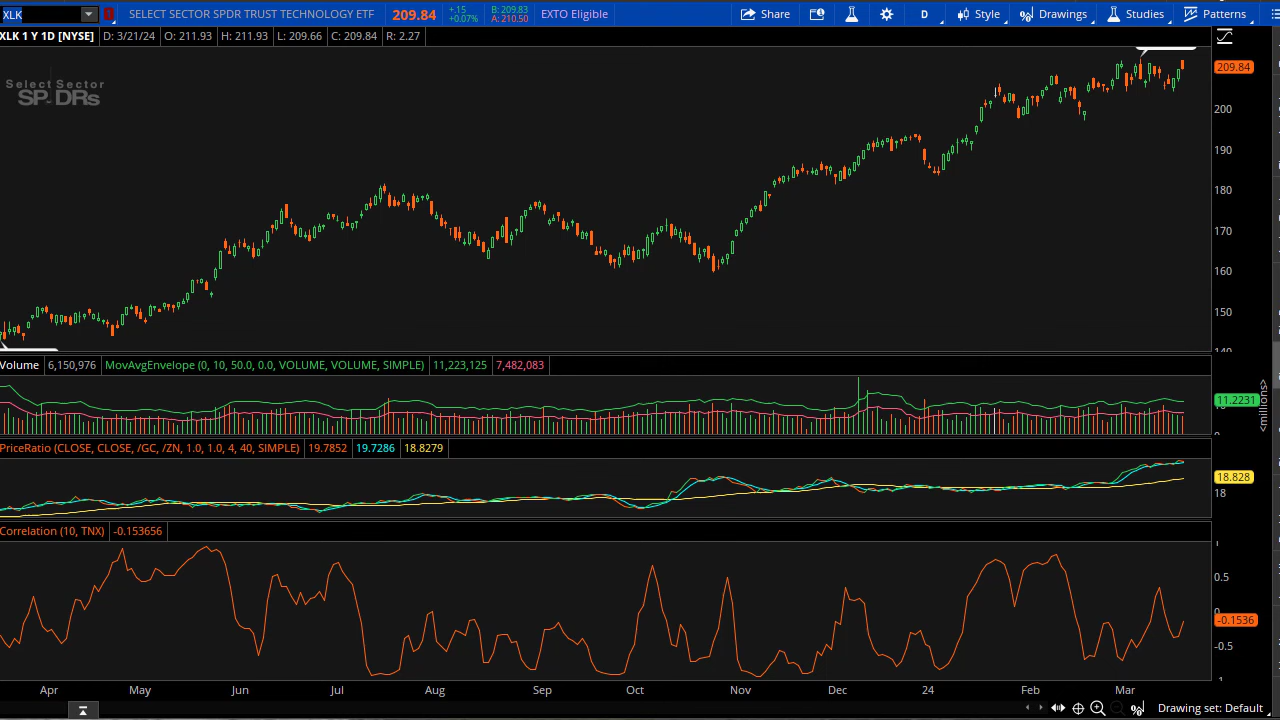 XLK SELECT SECTOR SPDR TRUST TECHNOLOGY ETF 209.84 +.15 +0.07% B: 209.83 A: 210.50 EXTO Eligible Share D Style Drawings Studies Patterns
XLK 1 Y 1D [NYSE] D: 3/21/24 O: 211.93 H: 211.93 L: 209.66 C: 209.84 R: 2.27
Select Sector
SPDRs
209.84
200
190
180
170
160
150
140
Volume 6,150,976 MovAvgEnvelope (0, 10, 50.0, 0.0, VOLUME, VOLUME, SIMPLE) 11,223,125 7,482,083
11.2231
<millions>
PriceRatio (CLOSE, CLOSE, /GC, /ZN, 1.0, 1.0, 4, 40, SIMPLE) 19.7852 19.7286 18.8279
18.828
18
Correlation (10, TNX) -0.153656
1
0.5
0
-0.1536
-0.5
-1
Apr May Jun Jul Aug Sep Oct Nov Dec 24 Feb Mar
Drawing set: Default